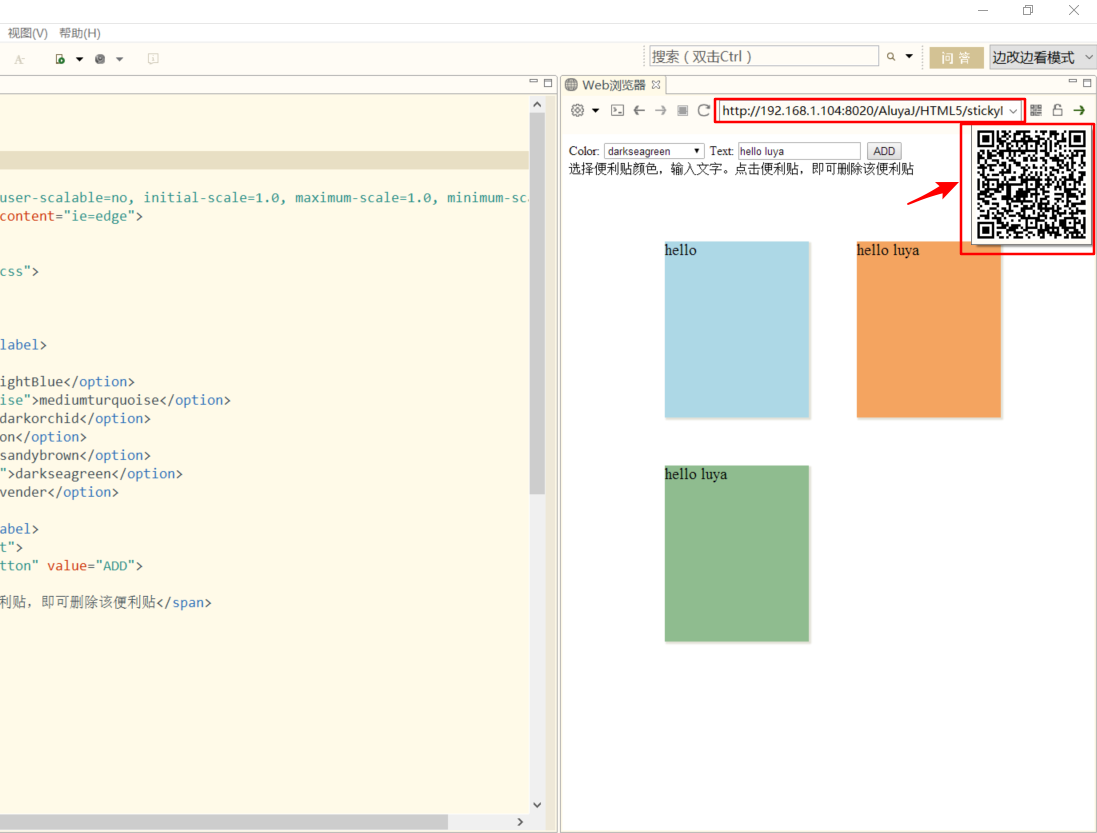 视图(V) 帮助(H)
搜索（双击Ctrl）
问 答
边改边看模式
Web浏览器
http://192.168.1.104:8020/AluyaJ/HTML5/stickyl
user-scalable=no, initial-scale=1.0, maximum-scale=1.0, minimum-sc
content="ie=edge">
css">
label>
ightBlue</option>
ise">mediumturquoise</option>
darkorchid</option>
on</option>
sandybrown</option>
">darkseagreen</option>
vender</option>
abel>
t">
tton" value="ADD">
利贴，即可删除该便利贴</span>
Color: darkseagreen Text: hello luya ADD
选择便利贴颜色，输入文字。点击便利贴，即可删除该便利贴
hello
hello luya
hello luya